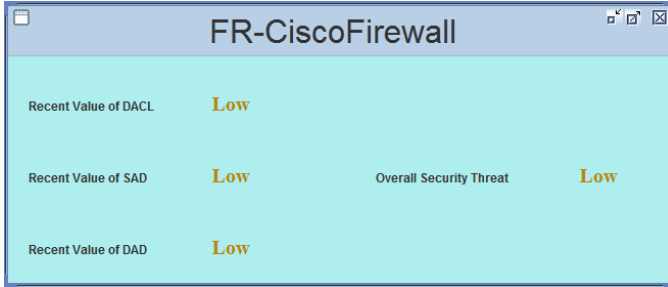 FR-CiscoFirewall
Recent Value of DACL Low
Recent Value of SAD Low Overall Security Threat Low
Recent Value of DAD Low